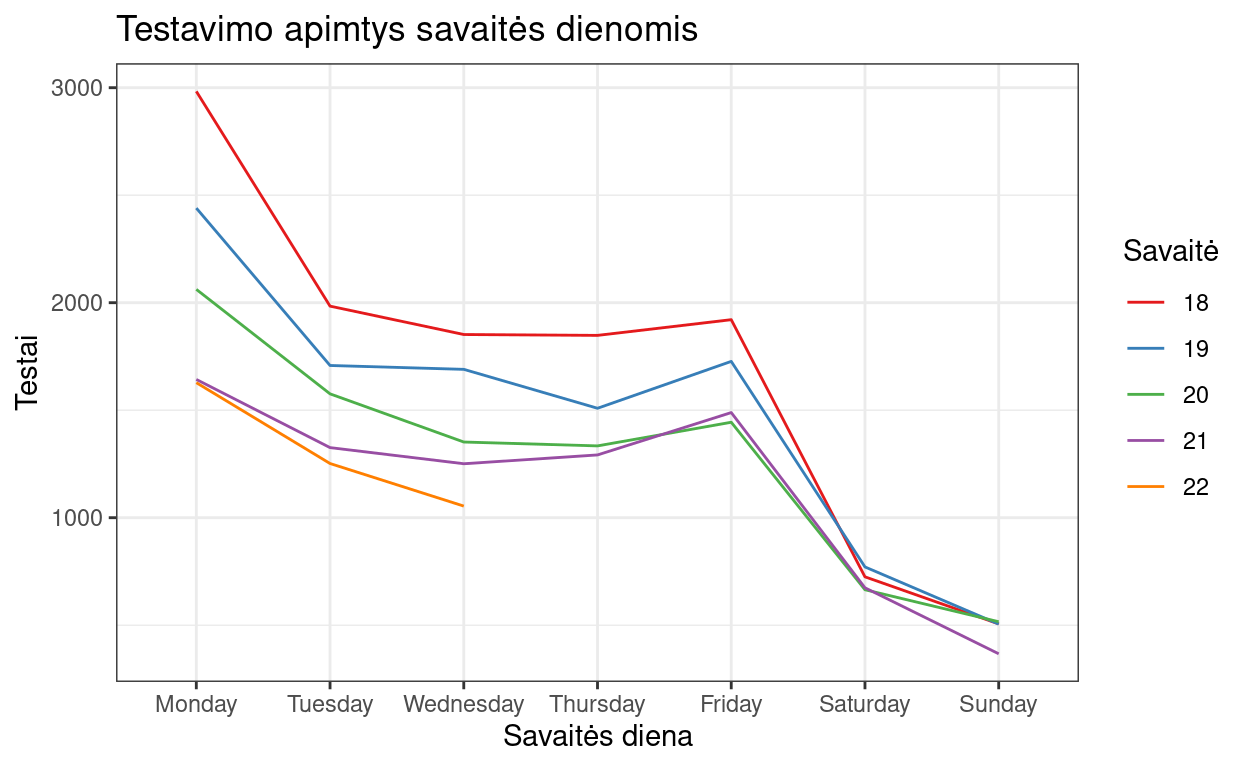 Testavimo apimtys savaitės dienomis
3000
2000
1000
Testai
Monday Tuesday Wednesday Thursday Friday Saturday Sunday
Savaitės diena
Savaitė
18
19
20
21
22